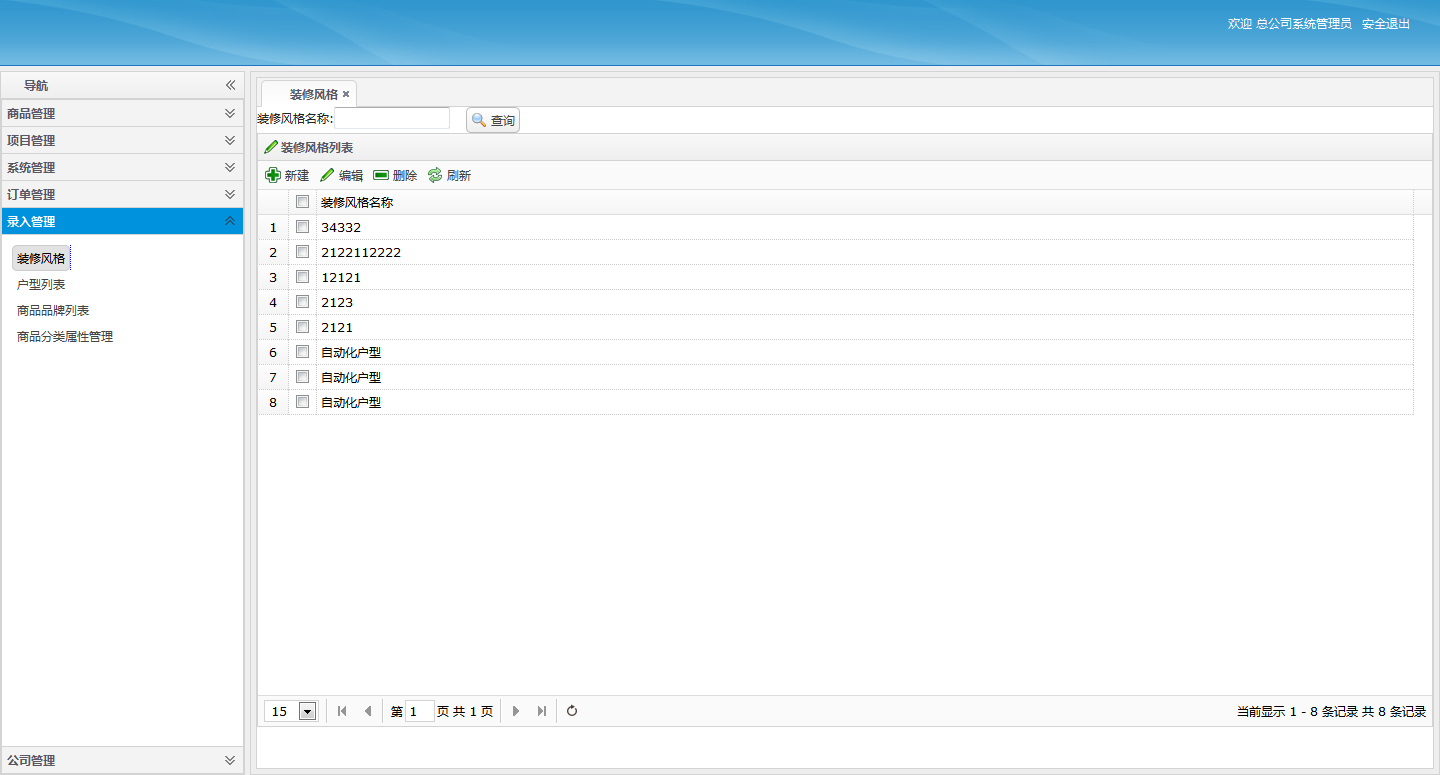 欢迎 总公司系统管理员 安全退出
导航
商品管理
项目管理
系统管理
订单管理
录入管理
装修风格
户型列表
商品品牌列表
商品分类属性管理
公司管理
装修风格
装修风格名称:
查询
装修风格列表
新建 编辑 删除 刷新
装修风格名称
1 34332
2 2122112222
3 12121
4 2123
5 2121
6 自动化户型
7 自动化户型
8 自动化户型
15 第 1 页 共 1 页 当前显示 1 - 8 条记录 共 8 条记录